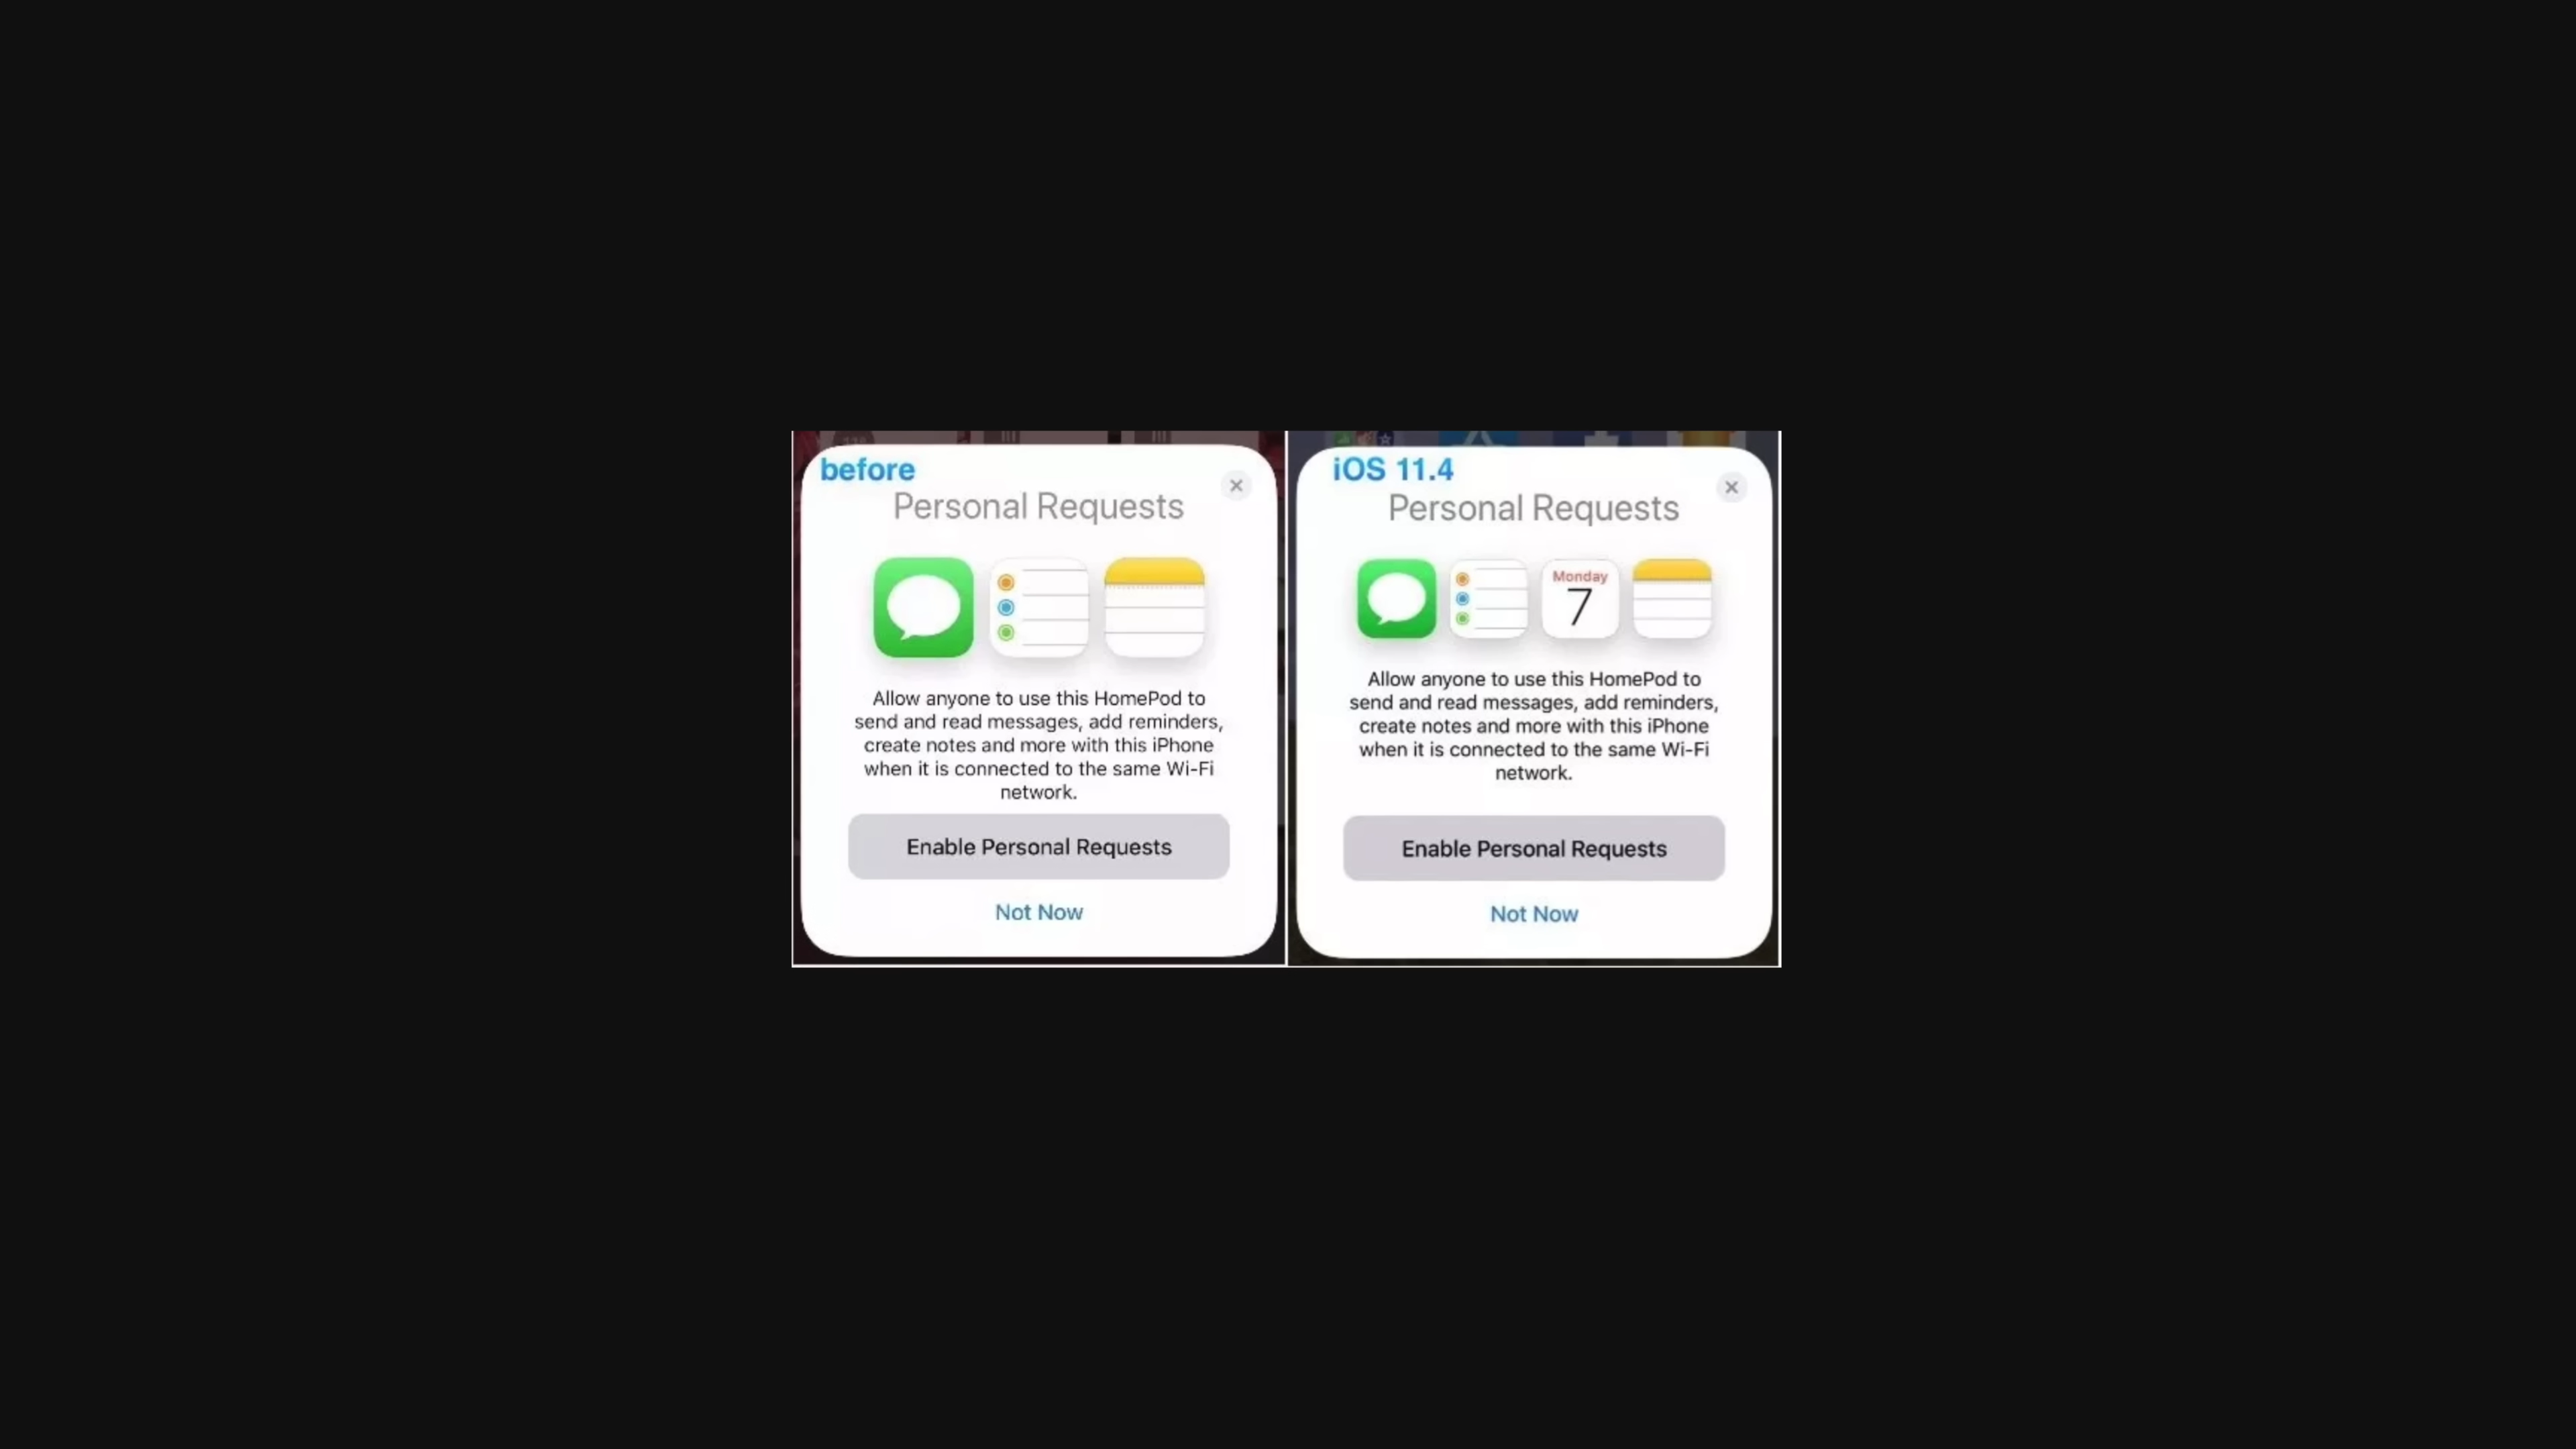 before
Personal Requests
Allow anyone to use this HomePod to
send and read messages, add reminders,
create notes and more with this iPhone
when it is connected to the same Wi-Fi
network.
Enable Personal Requests
Not Now
iOS 11.4
Personal Requests
Monday
7
Allow anyone to use this HomePod to
send and read messages, add reminders,
create notes and more with this iPhone
when it is connected to the same Wi-Fi
network.
Enable Personal Requests
Not Now